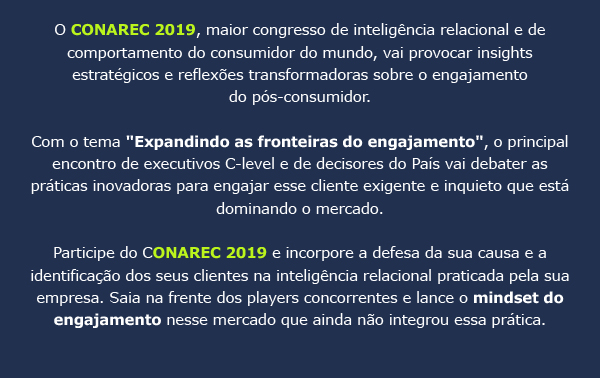 O CONAREC 2019, maior congresso de inteligência relacional e de
comportamento do consumidor do mundo, vai provocar insights
estratégicos e reflexões transformadoras sobre o engajamento
do pós-consumidor.
Com o tema "Expandindo as fronteiras do engajamento", o principal
encontro de executivos C-level e de decisores do País vai debater as
práticas inovadoras para engajar esse cliente exigente e inquieto que está
dominando o mercado.
Participe do CONAREC 2019 e incorpore a defesa da sua causa e a
identificação dos seus clientes na inteligência relacional praticada pela sua
empresa. Saia na frente dos players concorrentes e lance o mindset do
engajamento nesse mercado que ainda não integrou essa prática.